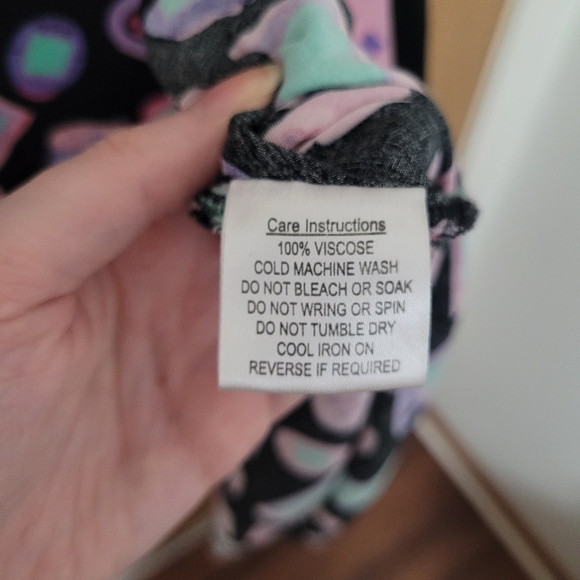 Care Instructions
100% VISCOSE
COLD MACHINE WASH
DO NOT BLEACH OR SOAK
DO NOT WRING OR SPIN
DO NOT TUMBLE DRY
COOL IRON ON
REVERSE IF REQUIRED